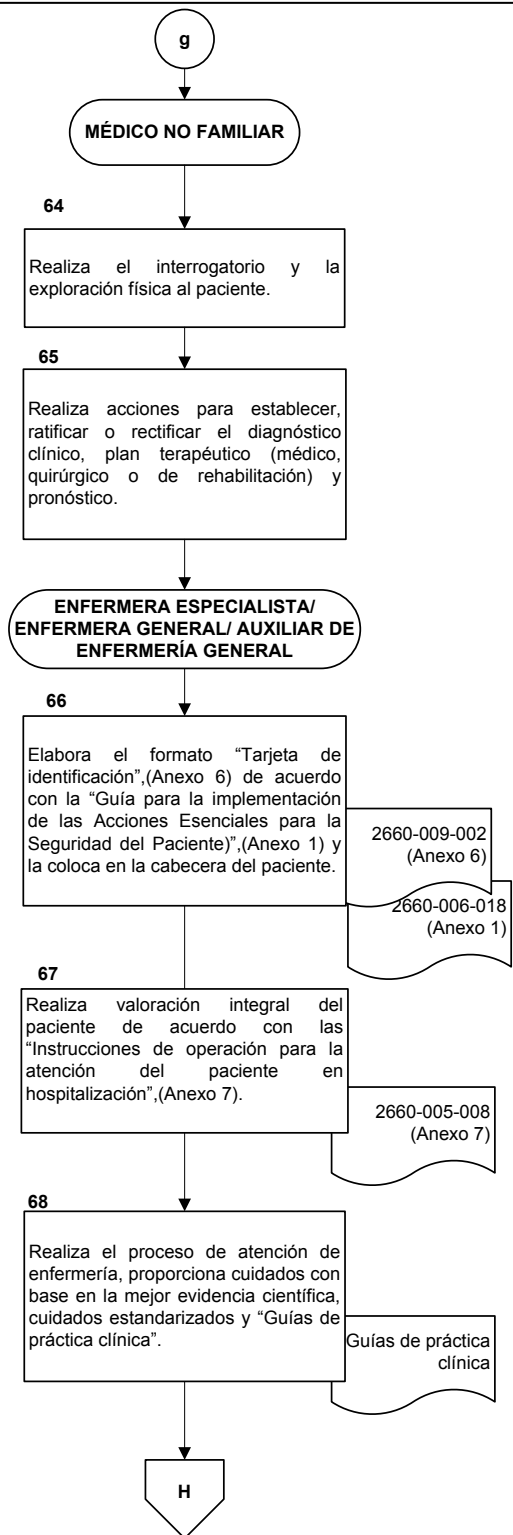 g
MÉDICO NO FAMILIAR
64
Realiza el interrogatorio y la
exploración física al paciente.
65
Realiza acciones para establecer,
ratificar o rectificar el diagnóstico
clínico, plan terapéutico (médico,
quirúrgico o de rehabilitación) y
pronóstico.
ENFERMERA ESPECIALISTA/
ENFERMERA GENERAL/ AUXILIAR DE
ENFERMERÍA GENERAL
66
Elabora el formato “Tarjeta de
identificación”,(Anexo 6) de acuerdo
con la “Guía para la implementación
de las Acciones Esenciales para la
Seguridad del Paciente)”,(Anexo 1) y
la coloca en la cabecera del paciente.
2660-009-002
(Anexo 6)
2660-006-018
(Anexo 1)
67
Realiza valoración integral del
paciente de acuerdo con las
“Instrucciones de operación para la
atención del paciente en
hospitalización”,(Anexo 7).
2660-005-008
(Anexo 7)
68
Realiza el proceso de atención de
enfermería, proporciona cuidados con
base en la mejor evidencia científica,
cuidados estandarizados y “Guías de
práctica clínica”.
Guías de práctica
clínica
H